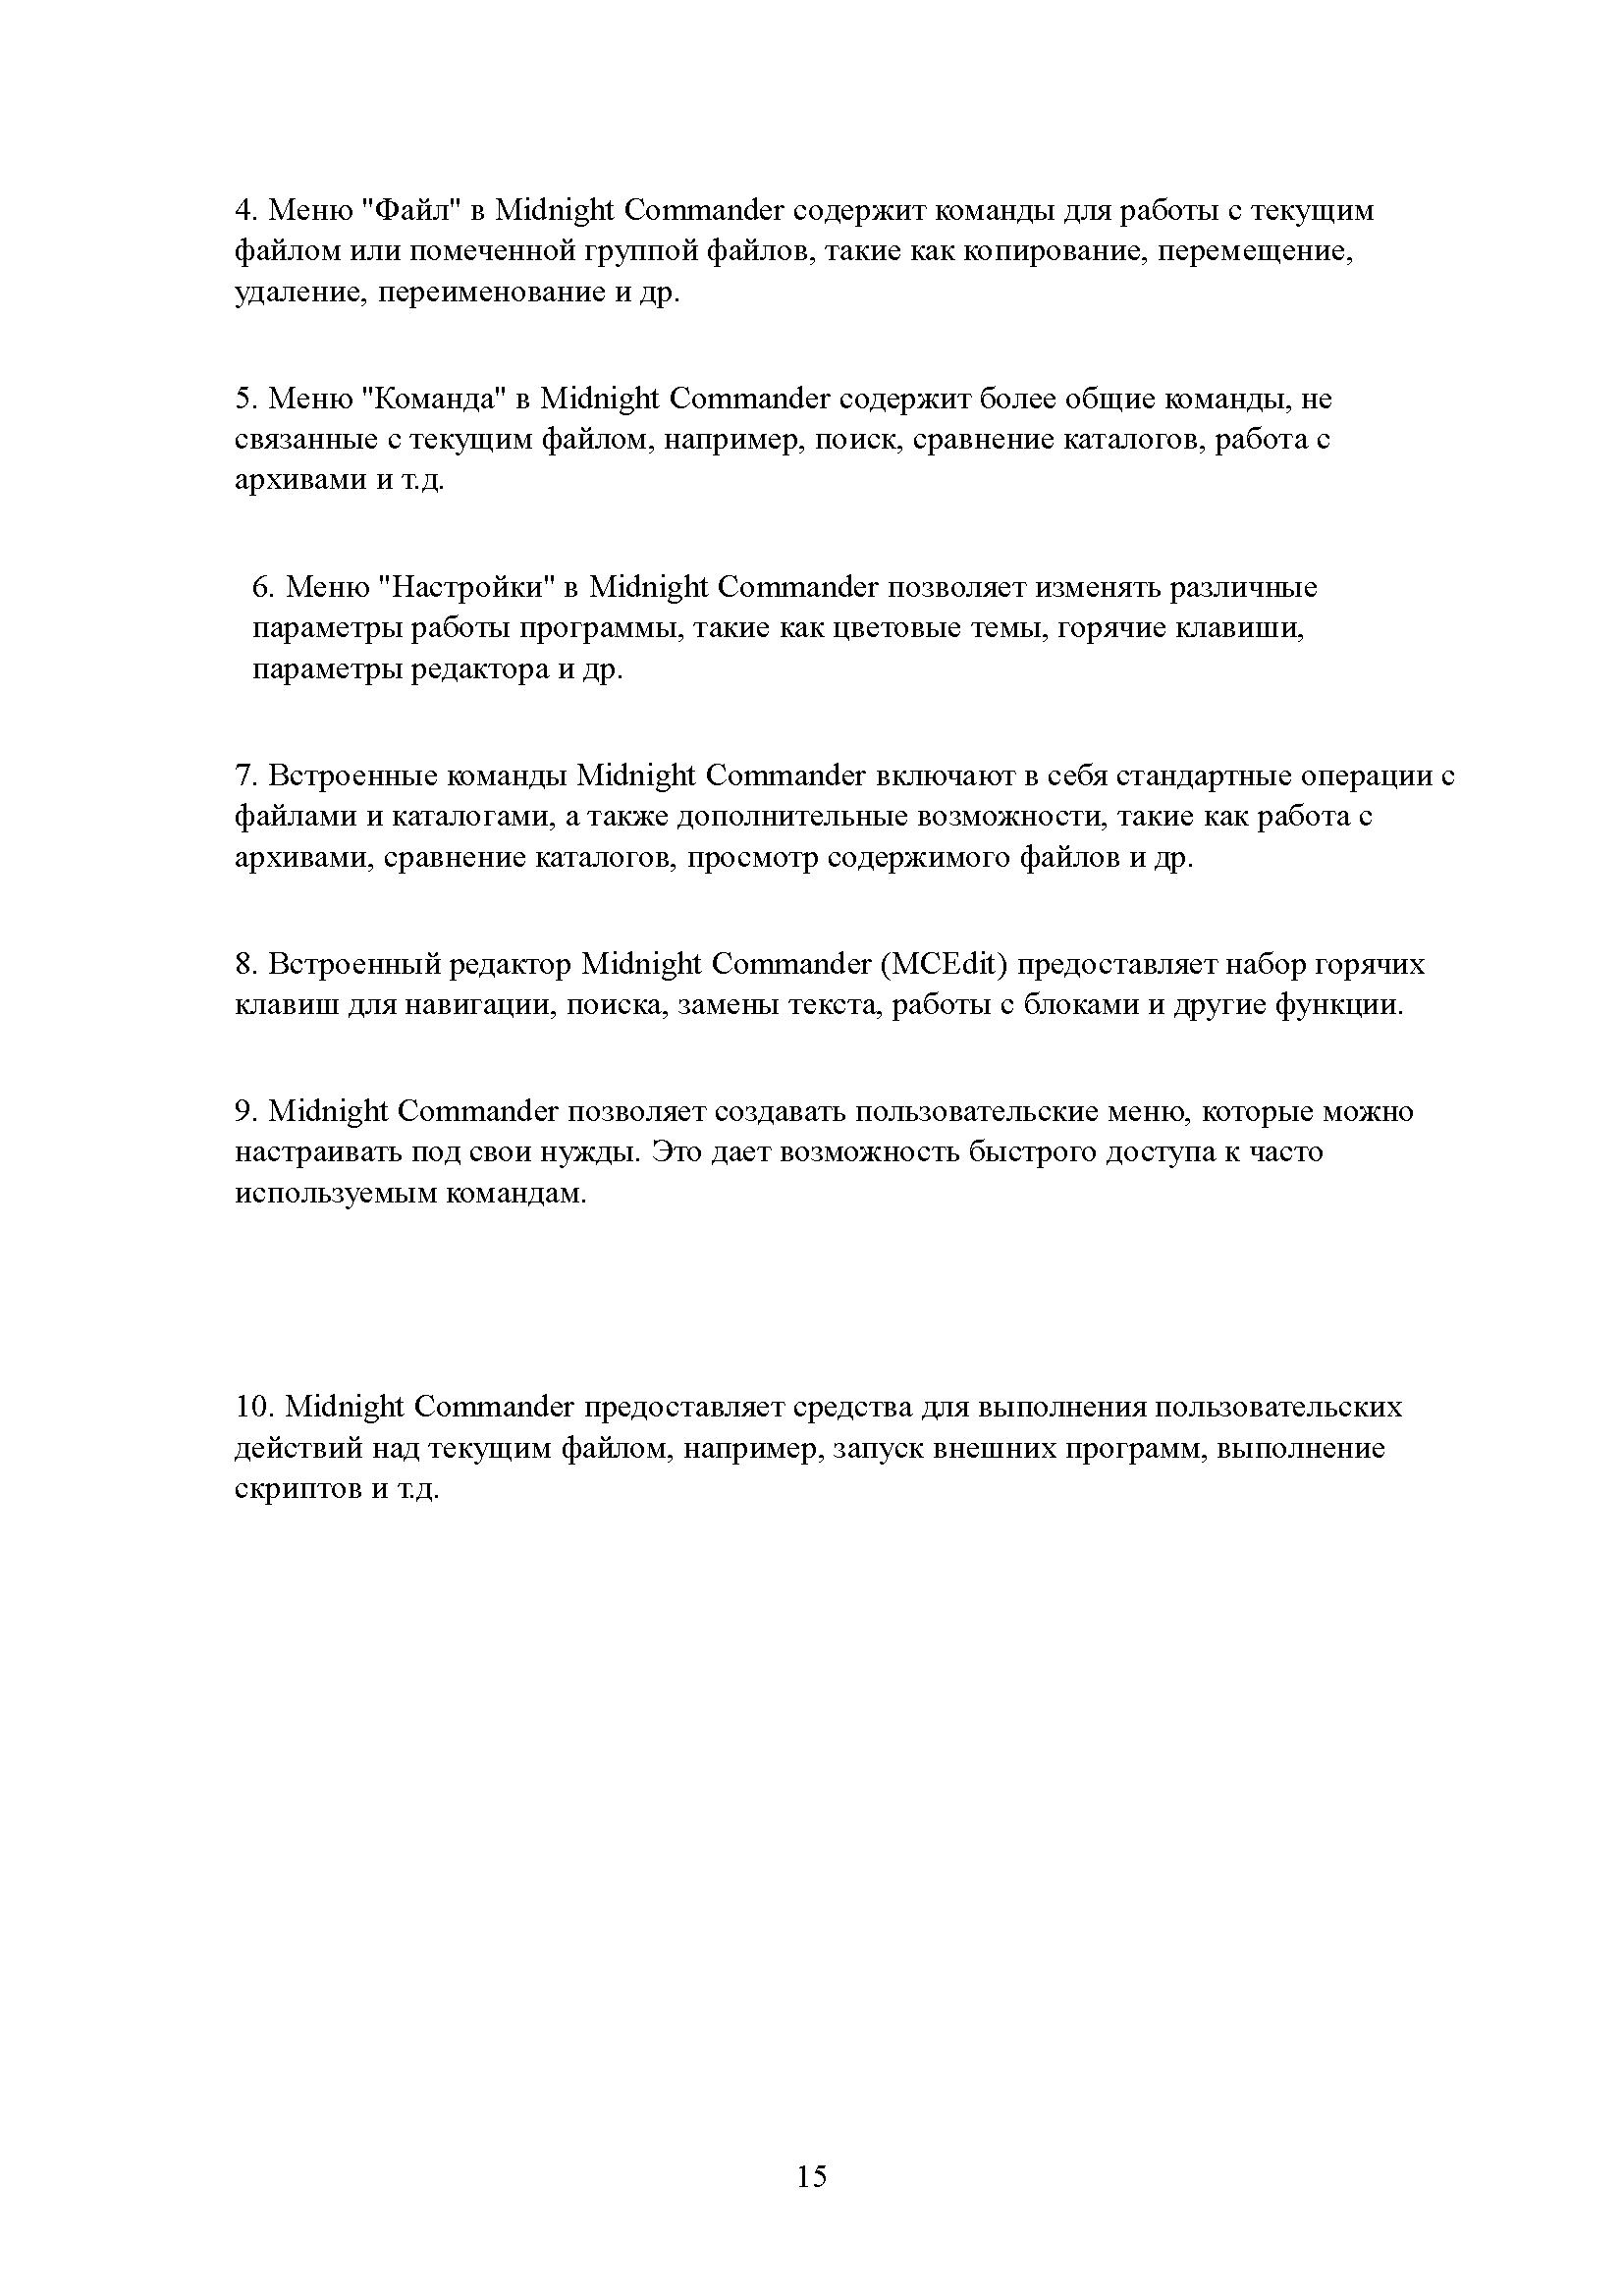 4. Меню "Файл" в Midnight Commander содержит команды для работы с текущим
файлом или помеченной группой файлов, такие как копирование, перемещение,
удаление, переименование и др.
5. Меню "Команда" в Midnight Commander содержит более общие команды, не
связанные с текущим файлом, например, поиск, сравнение каталогов, работа с
архивами и т.д.
6. Меню "Настройки" в Midnight Commander позволяет изменять различные
параметры работы программы, такие как цветовые темы, горячие клавиши,
параметры редактора и др.
7. Встроенные команды Midnight Commander включают в себя стандартные операции с
файлами и каталогами, а также дополнительные возможности, такие как работа с
архивами, сравнение каталогов, просмотр содержимого файлов и др.
8. Встроенный редактор Midnight Commander (MCEdit) предоставляет набор горячих
клавиш для навигации, поиска, замены текста, работы с блоками и другие функции.
9. Midnight Commander позволяет создавать пользовательские меню, которые можно
настраивать под свои нужды. Это дает возможность быстрого доступа к часто
используемым командам.
10. Midnight Commander предоставляет средства для выполнения пользовательских
действий над текущим файлом, например, запуск внешних программ, выполнение
скриптов и т.д.
15